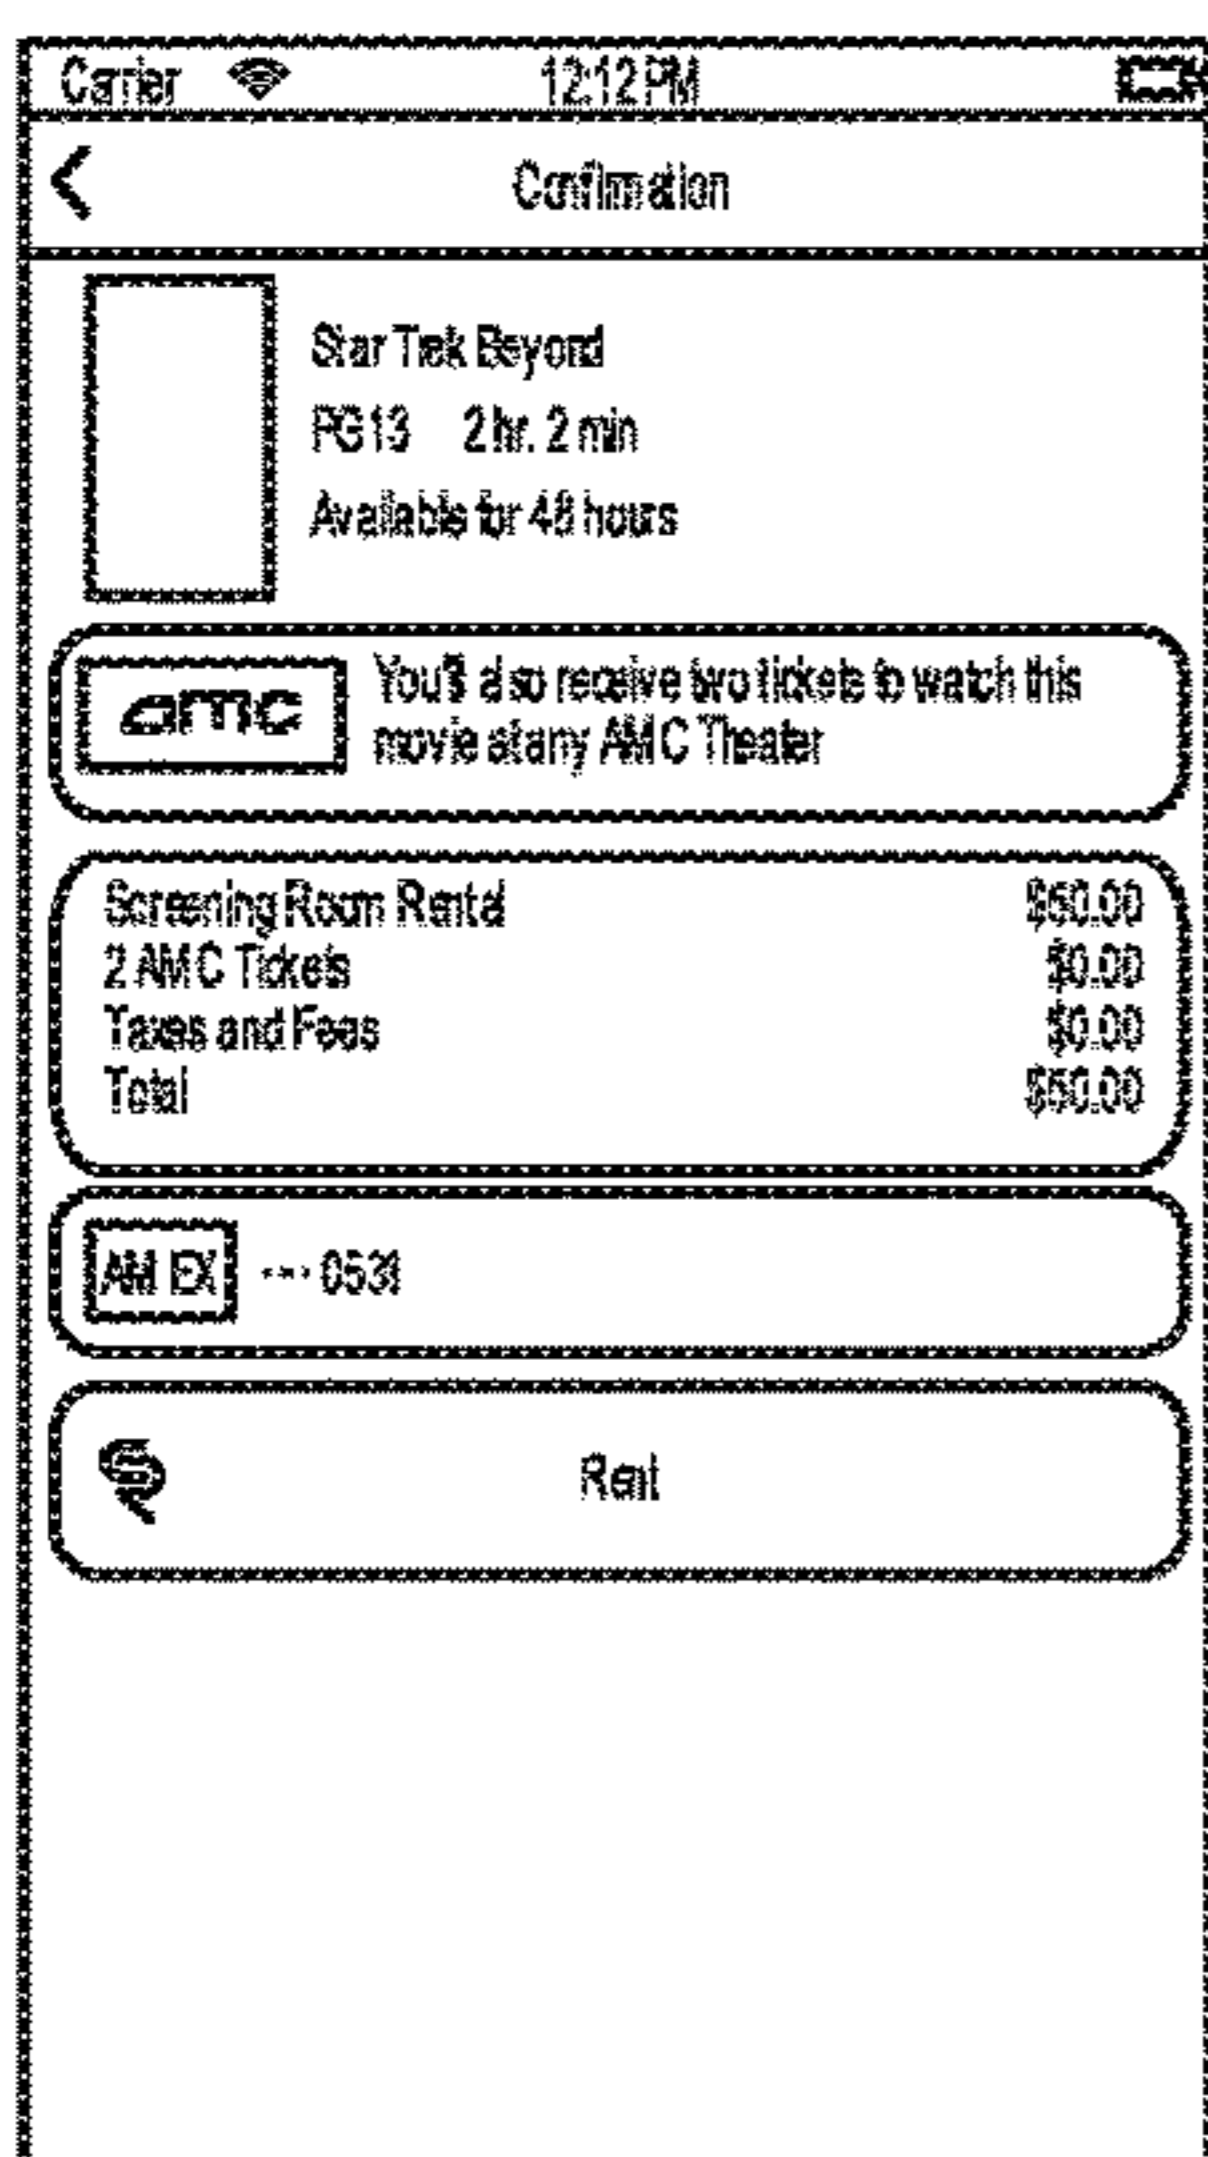 Carrier 12:12 PM
Confirmation
Star Trek Beyond
PG13 2 hr. 2 min
Available for 48 hours
amc
You'll also receive two tickets to watch this
movie at any AMC Theater
Screening Room Rental $50.00
2 AMC Tickets $0.00
Taxes and Fees $0.00
Total $50.00
AMEX ···· 0531
Rent